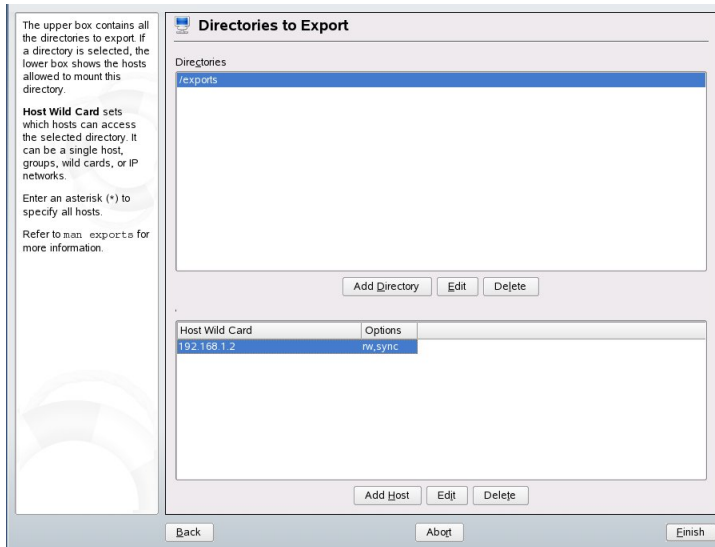 The upper box contains all
the directories to export. If
a directory is selected, the
lower box shows the hosts
allowed to mount this
directory.
Host Wild Card sets
which hosts can access
the selected directory. It
can be a single host,
groups, wild cards, or IP
networks.
Enter an asterisk (*) to
specify all hosts.
Refer to man exports for
more information.
Directories to Export
Directories
/exports
Add Directory Edit Delete
Host Wild Card Options
192.168.1.2 rw,sync
Add Host Edit Delete
Back Abort Finish